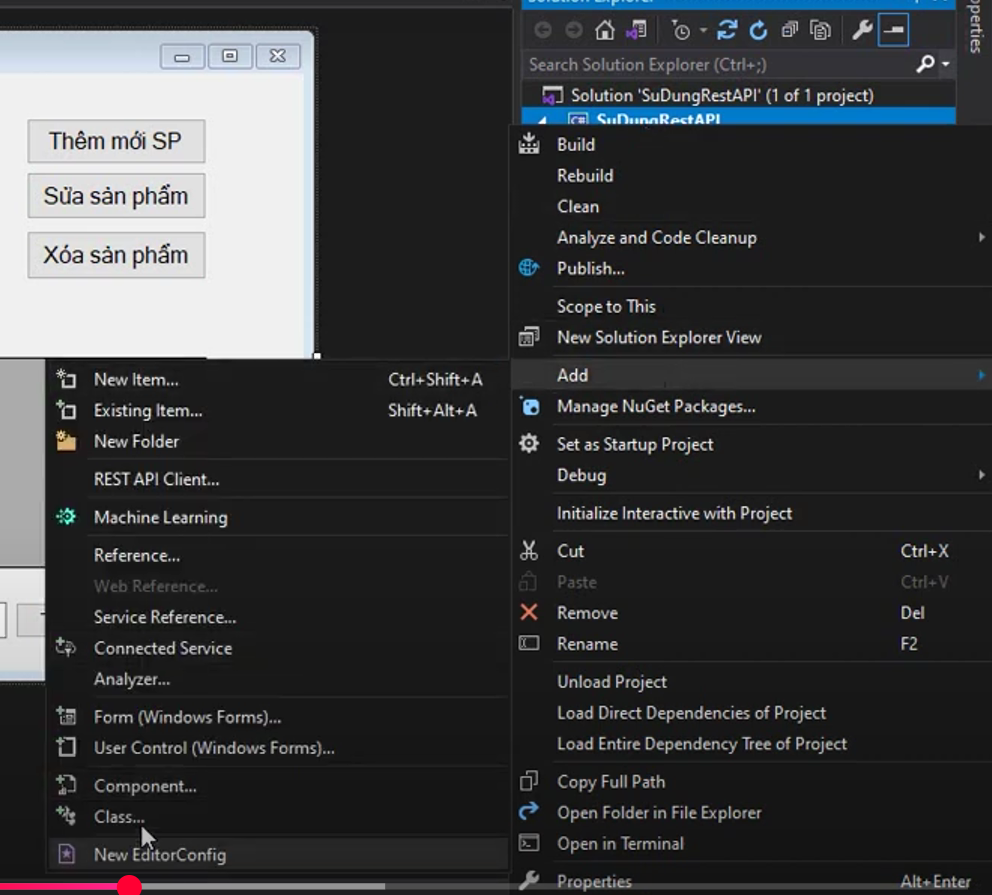 Solution Explorer
Properties
Search Solution Explorer (Ctrl+;)
Solution 'SuDungRestAPI' (1 of 1 project)
SuDungRestAPI
Thêm mới SP
Sửa sản phẩm
Xóa sản phẩm
Build
Rebuild
Clean
Analyze and Code Cleanup
Publish...
Scope to This
New Solution Explorer View
Add
Manage NuGet Packages...
Set as Startup Project
Debug
Initialize Interactive with Project
Cut Ctrl+X
Paste Ctrl+V
Remove Del
Rename F2
Unload Project
Load Direct Dependencies of Project
Load Entire Dependency Tree of Project
Copy Full Path
Open Folder in File Explorer
Open in Terminal
Properties Alt+Enter
New Item... Ctrl+Shift+A
Existing Item... Shift+Alt+A
New Folder
REST API Client...
Machine Learning
Reference...
Web Reference...
Service Reference...
Connected Service
Analyzer...
Form (Windows Forms)...
User Control (Windows Forms)...
Component...
Class...
New EditorConfig